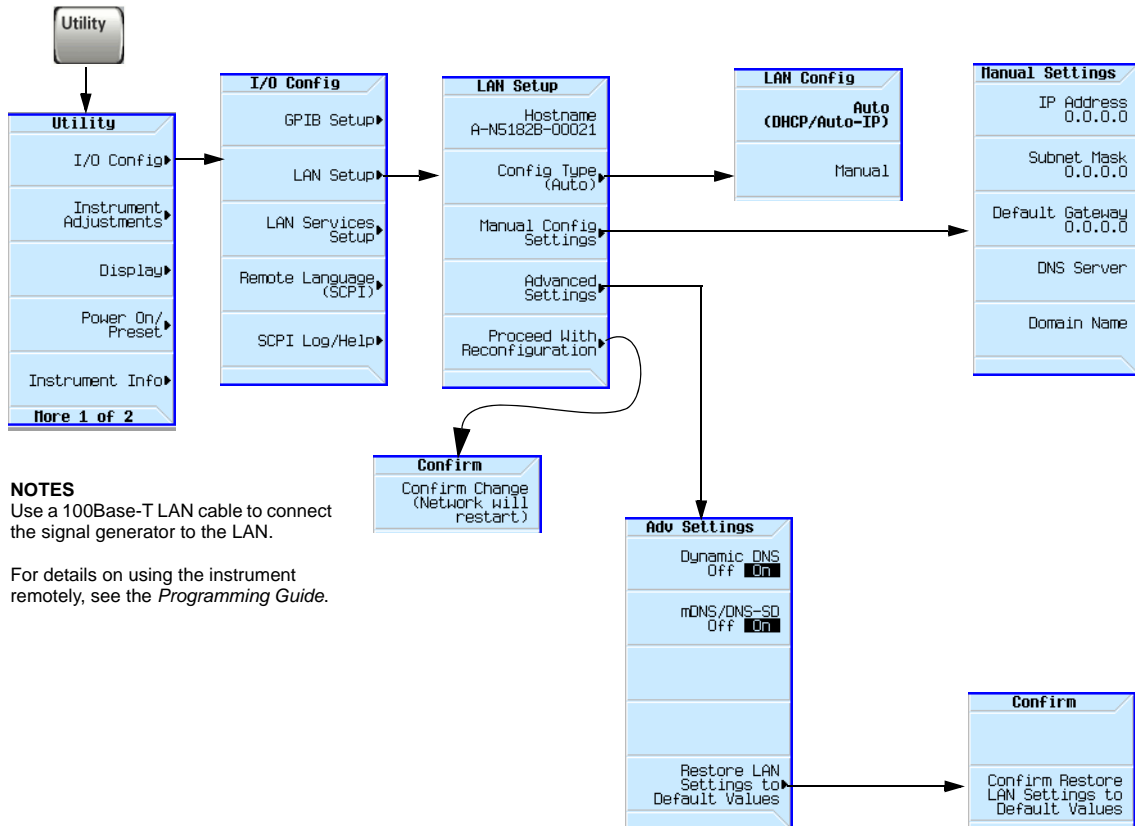 Utility
Utility
I/O Config
Instrument
Adjustments
Display
Power On/
Preset
Instrument Info
More 1 of 2
I/O Config
GPIB Setup
LAN Setup
LAN Services
Setup
Remote Language
(SCPI)
SCPI Log/Help
LAN Setup
Hostname
A-N5182B-00021
Config Type
(Auto)
Manual Config
Settings
Advanced
Settings
Proceed With
Reconfiguration
LAN Config
Auto
(DHCP/Auto-IP)
Manual
Manual Settings
IP Address
0.0.0.0
Subnet Mask
0.0.0.0
Default Gateway
0.0.0.0
DNS Server
Domain Name
Confirm
Confirm Change
(Network will
restart)
NOTES
Use a 100Base-T LAN cable to connect
the signal generator to the LAN.
For details on using the instrument
remotely, see the Programming Guide.
Adv Settings
Dynamic DNS
Off On
mDNS/DNS-SD
Off On
Restore LAN
Settings to
Default Values
Confirm
Confirm Restore
LAN Settings to
Default Values